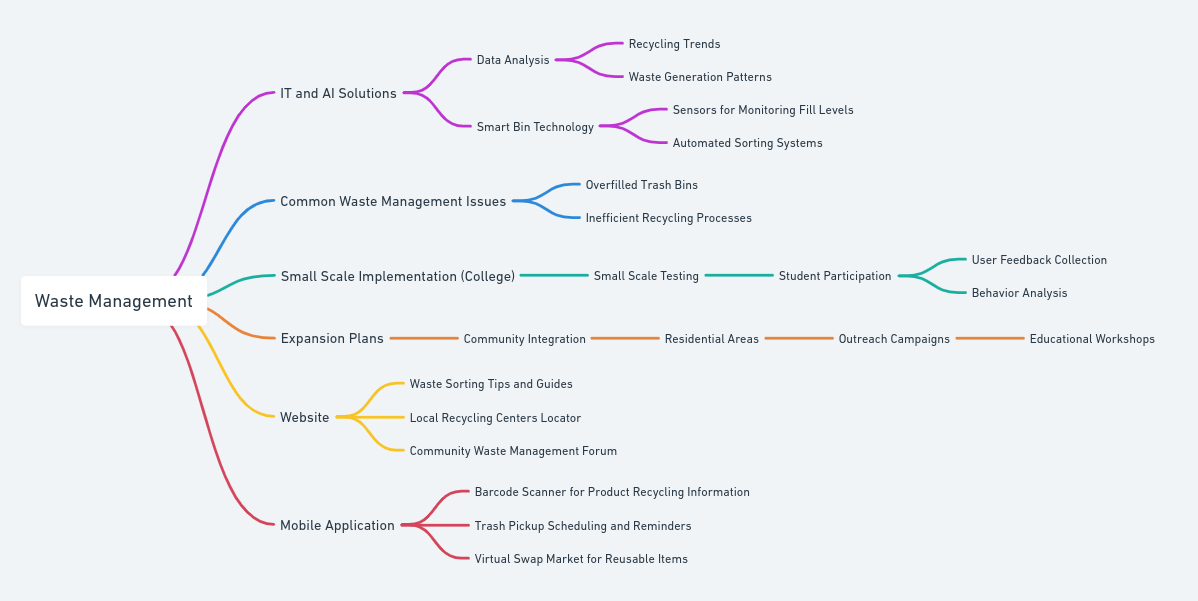 Waste Management
IT and AI Solutions
Data Analysis
Recycling Trends
Waste Generation Patterns
Smart Bin Technology
Sensors for Monitoring Fill Levels
Automated Sorting Systems
Common Waste Management Issues
Overfilled Trash Bins
Inefficient Recycling Processes
Small Scale Implementation (College)
Small Scale Testing
Student Participation
User Feedback Collection
Behavior Analysis
Expansion Plans
Community Integration
Residential Areas
Outreach Campaigns
Educational Workshops
Website
Waste Sorting Tips and Guides
Local Recycling Centers Locator
Community Waste Management Forum
Mobile Application
Barcode Scanner for Product Recycling Information
Trash Pickup Scheduling and Reminders
Virtual Swap Market for Reusable Items